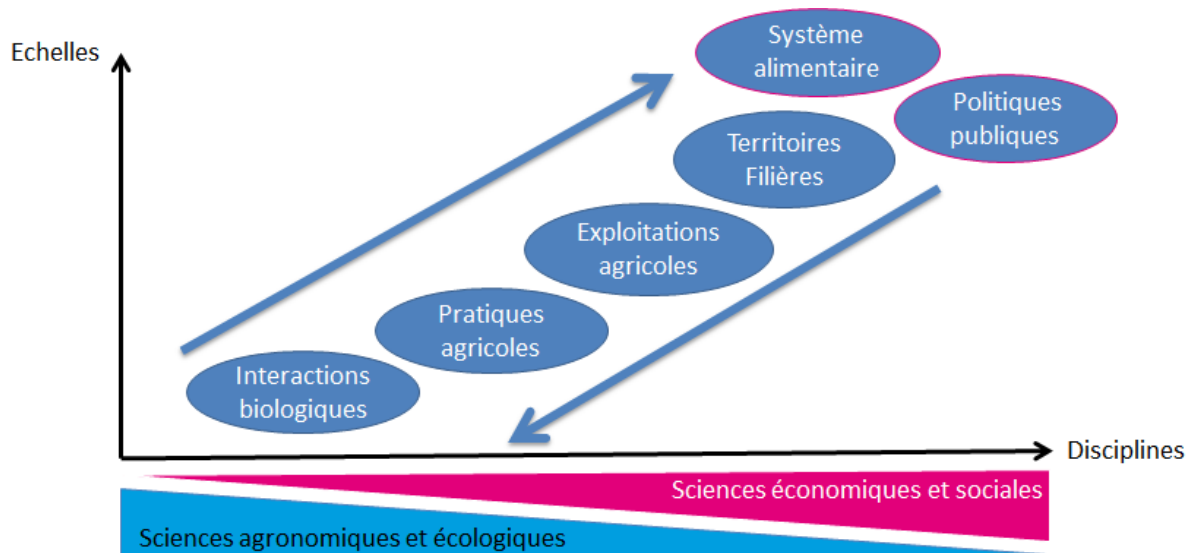 Echelles
Système
alimentaire
Politiques
publiques
Territoires
Filières
Exploitations
agricoles
Pratiques
agricoles
Interactions
biologiques
Disciplines
Sciences économiques et sociales
Sciences agronomiques et écologiques